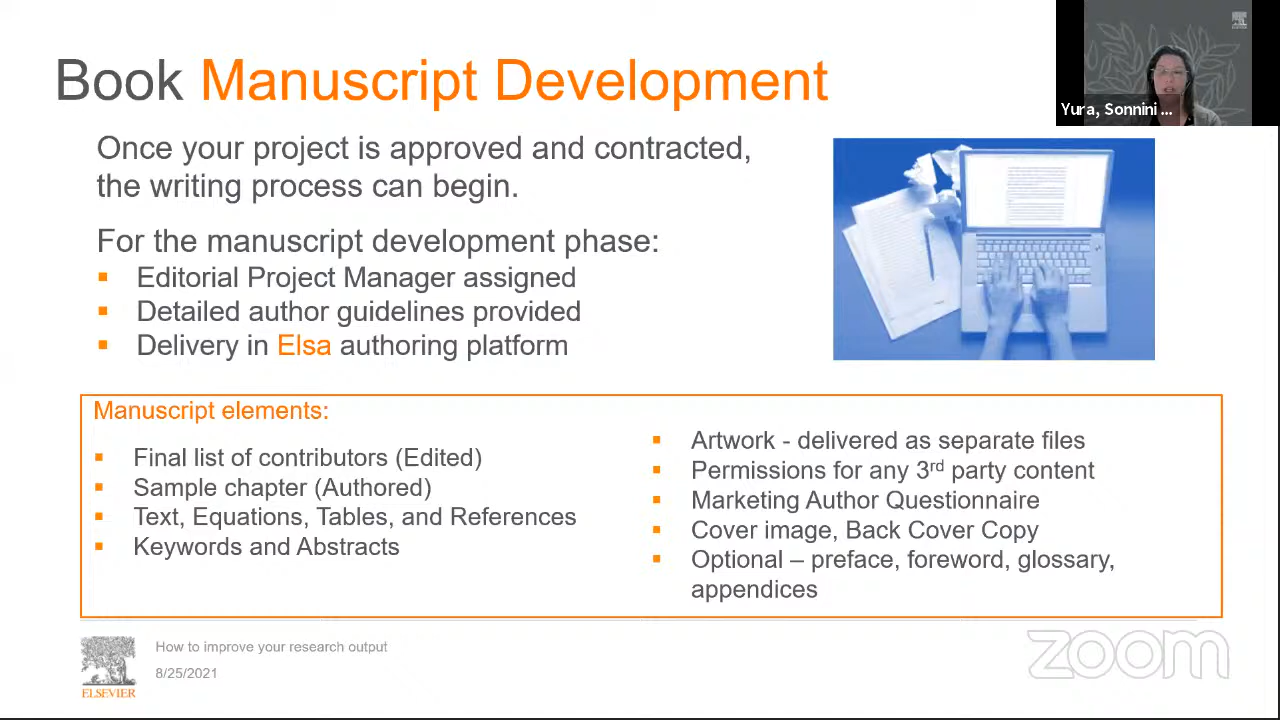 Book Manuscript Development
Yura, Sonnini ...
Once your project is approved and contracted,
the writing process can begin.
For the manuscript development phase:
▪ Editorial Project Manager assigned
▪ Detailed author guidelines provided
▪ Delivery in Elsa authoring platform
Manuscript elements:
▪ Final list of contributors (Edited)
▪ Sample chapter (Authored)
▪ Text, Equations, Tables, and References
▪ Keywords and Abstracts
▪ Artwork - delivered as separate files
▪ Permissions for any 3rd party content
▪ Marketing Author Questionnaire
▪ Cover image, Back Cover Copy
▪ Optional – preface, foreword, glossary,
appendices
ELSEVIER
How to improve your research output
8/25/2021
zoom